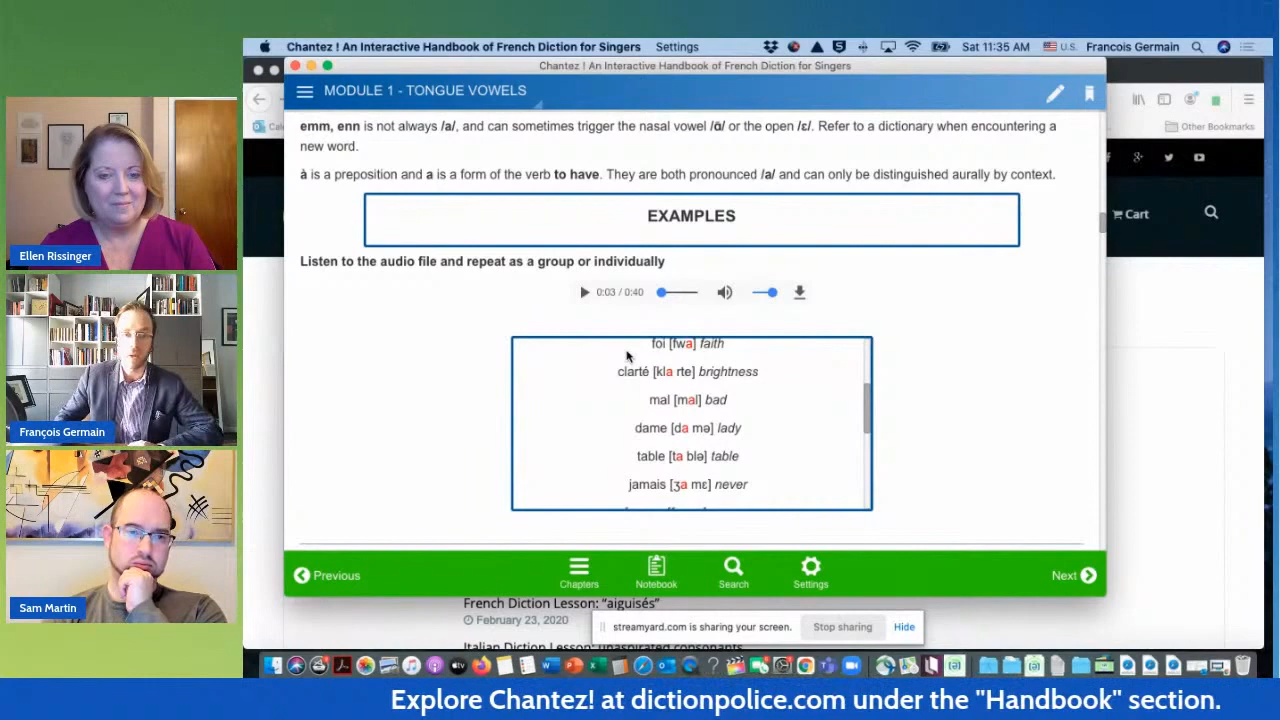 Chantez ! An Interactive Handbook of French Diction for Singers Settings
U.S. Sat 11:35 AM Francois Germain
Chantez ! An Interactive Handbook of French Diction for Singers
MODULE 1 - TONGUE VOWELS
emm, enn is not always /a/, and can sometimes trigger the nasal vowel /ɑ̃/ or the open /ɛ/. Refer to a dictionary when encountering a
new word.
à is a preposition and a is a form of the verb to have. They are both pronounced /a/ and can only be distinguished aurally by context.
EXAMPLES
Listen to the audio file and repeat as a group or individually
0:03 / 0:40
foi [fwa] faith
clarté [kla rte] brightness
mal [mal] bad
dame [da mə] lady
table [ta blə] table
jamais [ʒa mɛ] never
Previous
Chapters
Notebook
Search
Settings
Next
Other Bookmarks
Cart
French Diction Lesson: “aiguisés”
February 23, 2020
Italian Diction Lesson: unaspirated consonants
streamyard.com is sharing your screen.
Stop sharing
Hide
Ellen Rissinger
François Germain
Sam Martin
Explore Chantez! at dictionpolice.com under the "Handbook" section.